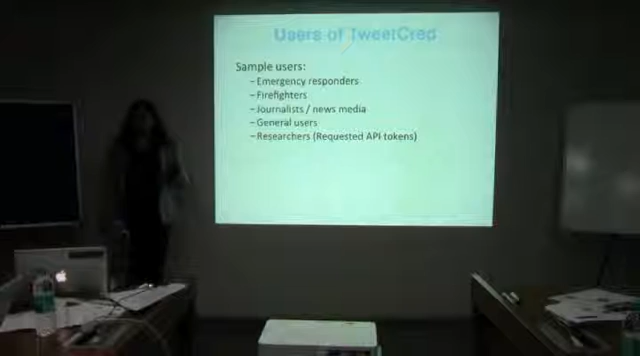 Users of TweetCred
Sample users:
–Emergency responders
–Firefighters
–Journalists / news media
–General users
–Researchers (Requested API tokens)